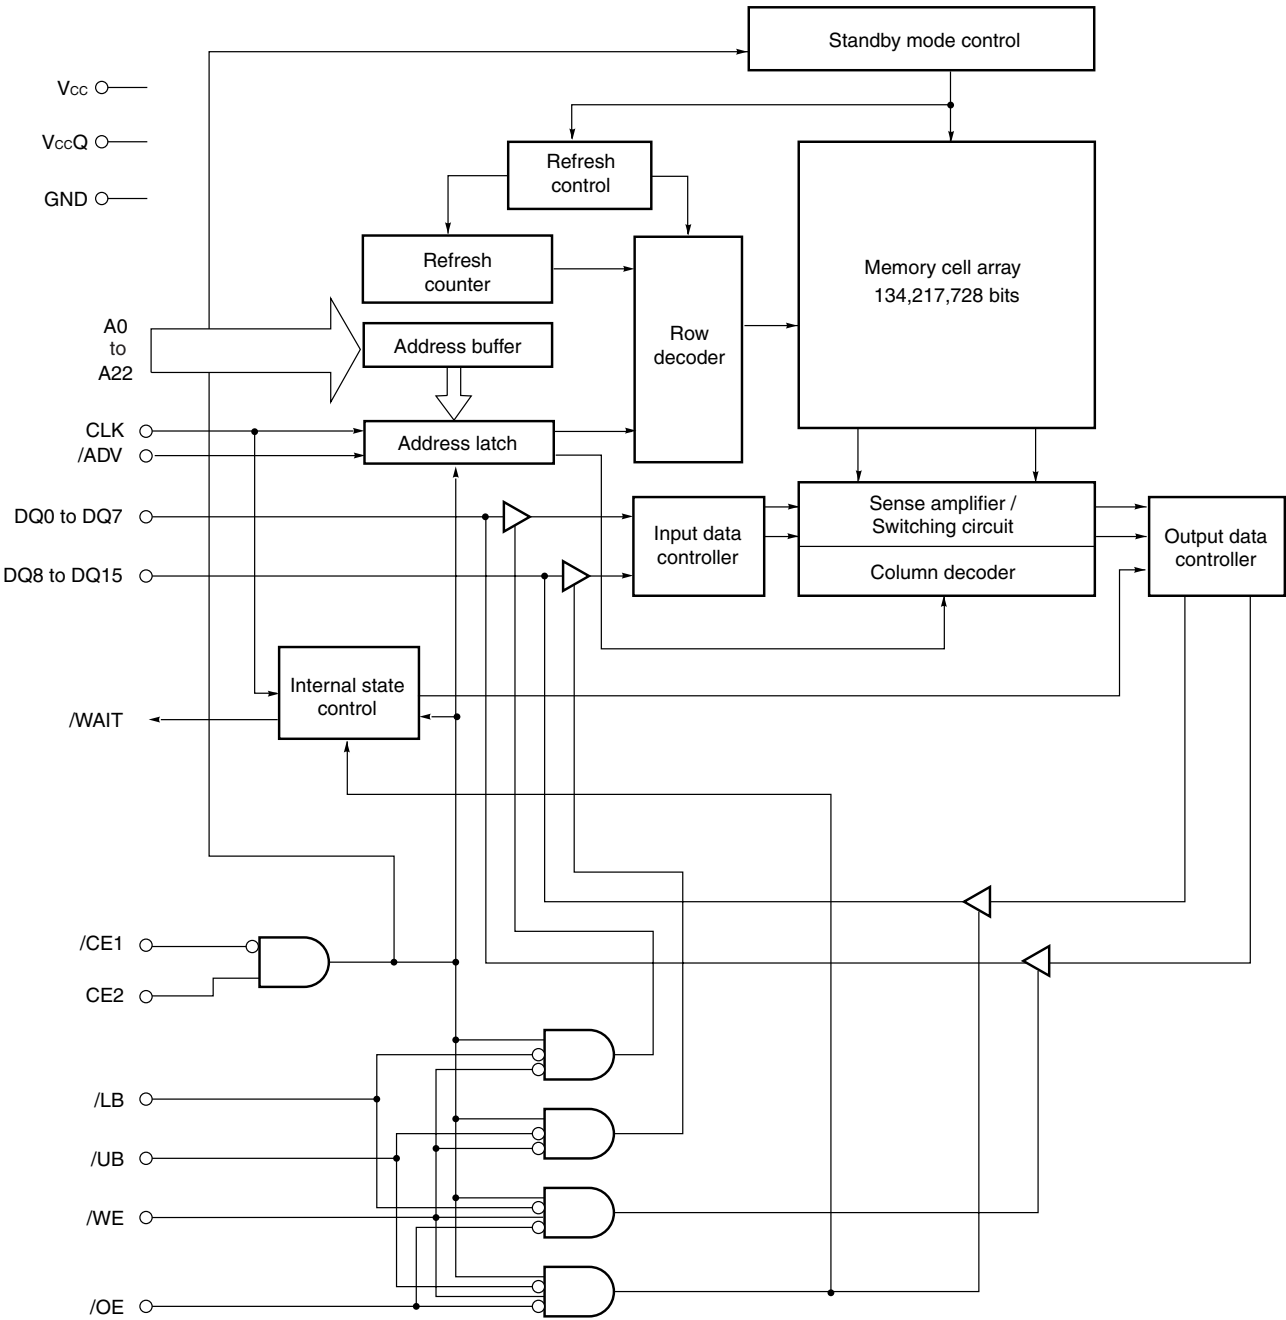 Standby mode control
Vcc
VccQ
GND
Refresh
control
Refresh
counter
Memory cell array
134,217,728 bits
A0
to
A22
Address buffer
Row
decoder
CLK
/ADV
Address latch
DQ0 to DQ7
DQ8 to DQ15
Input data
controller
Sense amplifier /
Switching circuit
Column decoder
Output data
controller
Internal state
control
/WAIT
/CE1
CE2
/LB
/UB
/WE
/OE